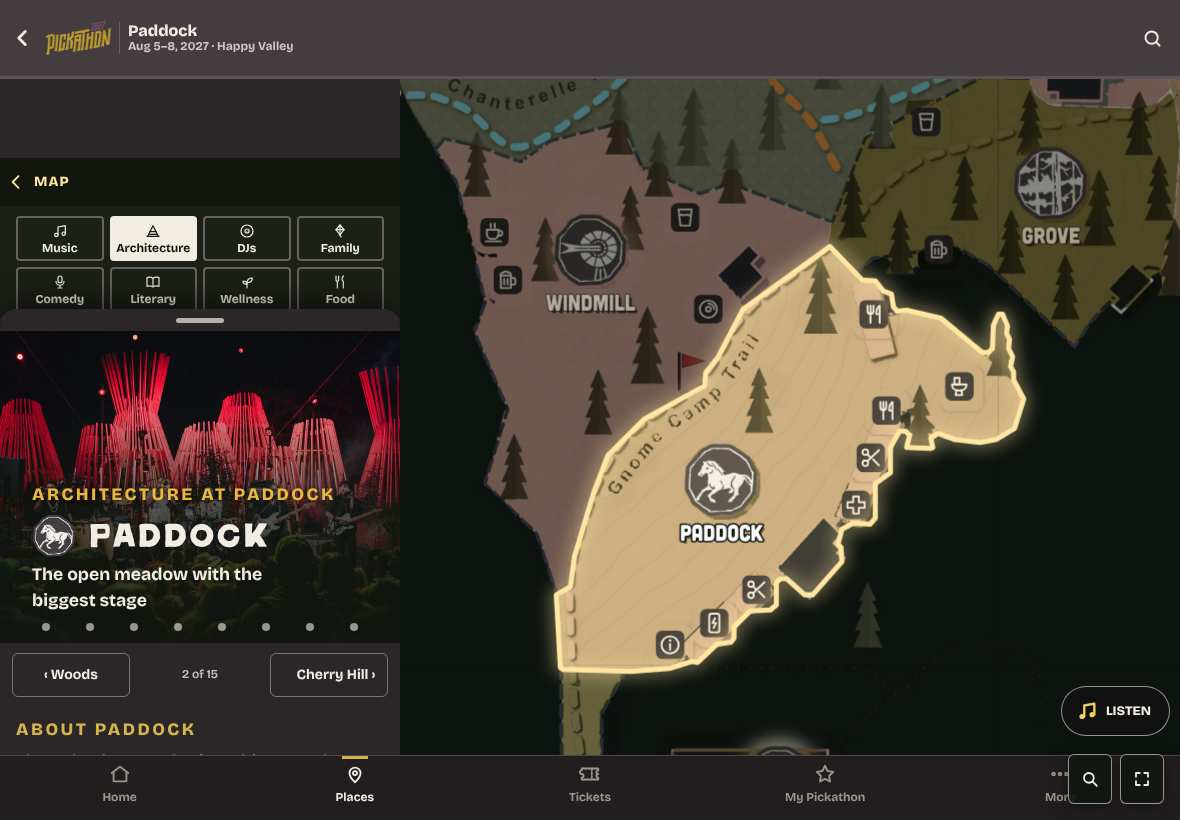 PICKATHON
Paddock
Aug 5–8, 2027 · Happy Valley
MAP
Music
Architecture
DJs
Family
Comedy
Literary
Wellness
Food
ARCHITECTURE AT PADDOCK
PADDOCK
The open meadow with the
biggest stage
‹ Woods
2 of 15
Cherry Hill ›
ABOUT PADDOCK
Chanterelle
WINDMILL
GROVE
Gnome Camp Trail
PADDOCK
LISTEN
Home
Places
Tickets
My Pickathon